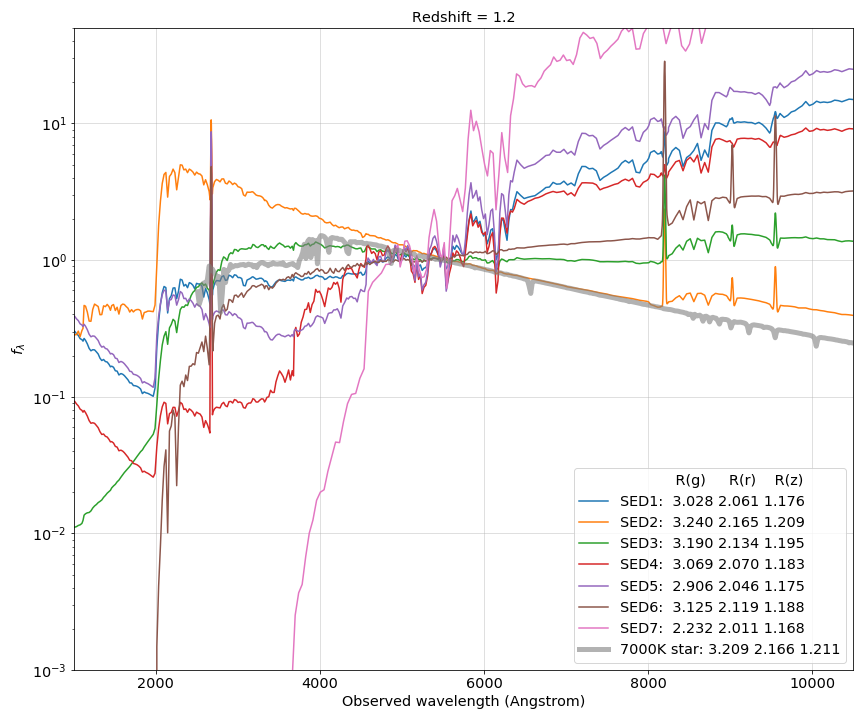 Redshift = 1.2
10¹
10⁰
10⁻¹
10⁻²
10⁻³
f_λ
R(g) R(r) R(z)
SED1: 3.028 2.061 1.176
SED2: 3.240 2.165 1.209
SED3: 3.190 2.134 1.195
SED4: 3.069 2.070 1.183
SED5: 2.906 2.046 1.175
SED6: 3.125 2.119 1.188
SED7: 2.232 2.011 1.168
7000K star: 3.209 2.166 1.211
2000 4000 6000 8000 10000
Observed wavelength (Angstrom)